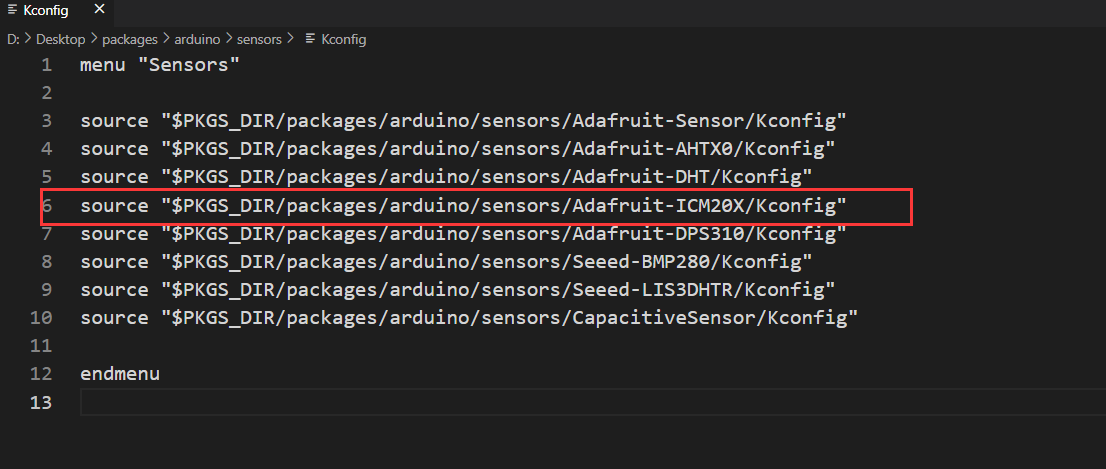 Kconfig
D: > Desktop > packages > arduino > sensors > Kconfig
1 menu "Sensors"
2
3 source "$PKGS_DIR/packages/arduino/sensors/Adafruit-Sensor/Kconfig"
4 source "$PKGS_DIR/packages/arduino/sensors/Adafruit-AHTX0/Kconfig"
5 source "$PKGS_DIR/packages/arduino/sensors/Adafruit-DHT/Kconfig"
6 source "$PKGS_DIR/packages/arduino/sensors/Adafruit-ICM20X/Kconfig"
7 source "$PKGS_DIR/packages/arduino/sensors/Adafruit-DPS310/Kconfig"
8 source "$PKGS_DIR/packages/arduino/sensors/Seeed-BMP280/Kconfig"
9 source "$PKGS_DIR/packages/arduino/sensors/Seeed-LIS3DHTR/Kconfig"
10 source "$PKGS_DIR/packages/arduino/sensors/CapacitiveSensor/Kconfig"
11
12 endmenu
13